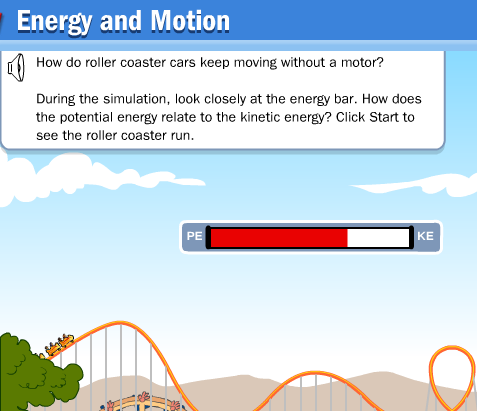 Energy and Motion
How do roller coaster cars keep moving without a motor?
During the simulation, look closely at the energy bar. How does
the potential energy relate to the kinetic energy? Click Start to
see the roller coaster run.
PE KE